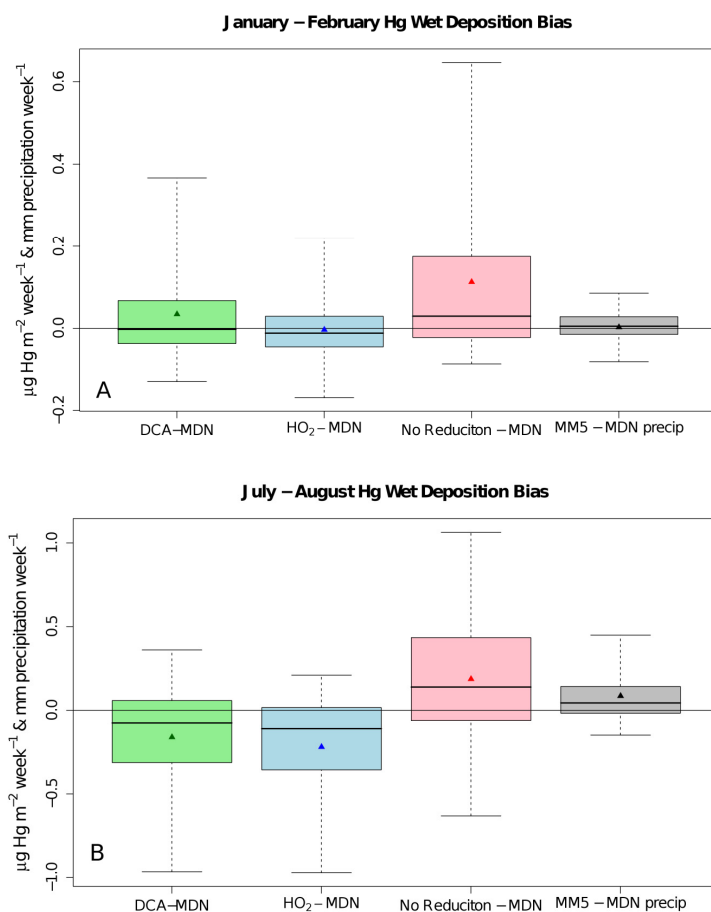 January – February Hg Wet Deposition Bias
μg Hg m⁻² week⁻¹ & mm precipitation week⁻¹
0.6
0.4
0.2
0.0
−0.2
A
DCA–MDN HO₂–MDN No Reduciton –MDN MM5 – MDN precip
July – August Hg Wet Deposition Bias
μg Hg m⁻² week⁻¹ & mm precipitation week⁻¹
1.0
0.5
0.0
−0.5
−1.0
B
DCA–MDN HO₂–MDN No Reduciton –MDN MM5 – MDN precip